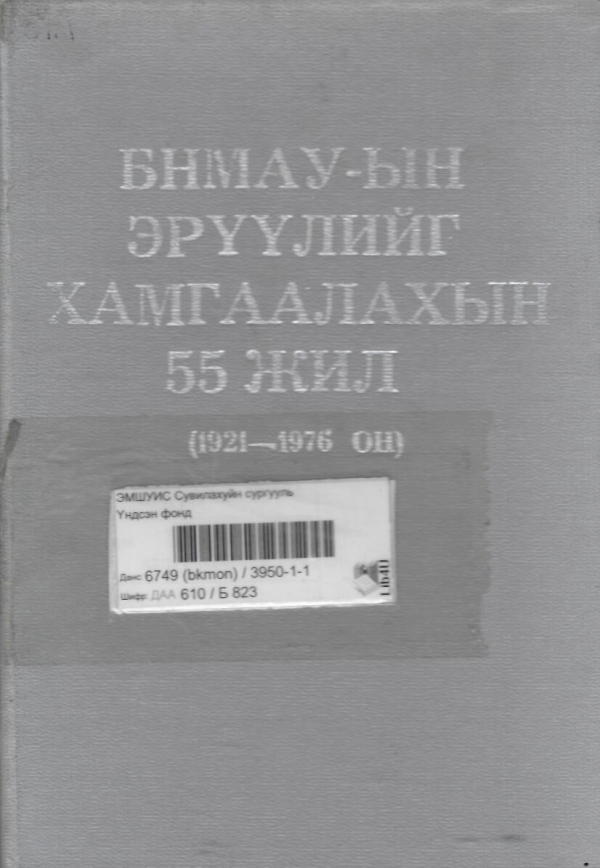 БНМАУ-ЫН
ЭРҮҮЛИЙГ
ХАМГААЛАХЫН
55 ЖИЛ
(1921—1976 ОН)
ЭМШУИС Сувилахуйн сургууль
Үндсэн фонд
Данс: 6749 (bkmon) / 3950-1-1
Шифр: ДАА 610 / Б 823
Lib4U